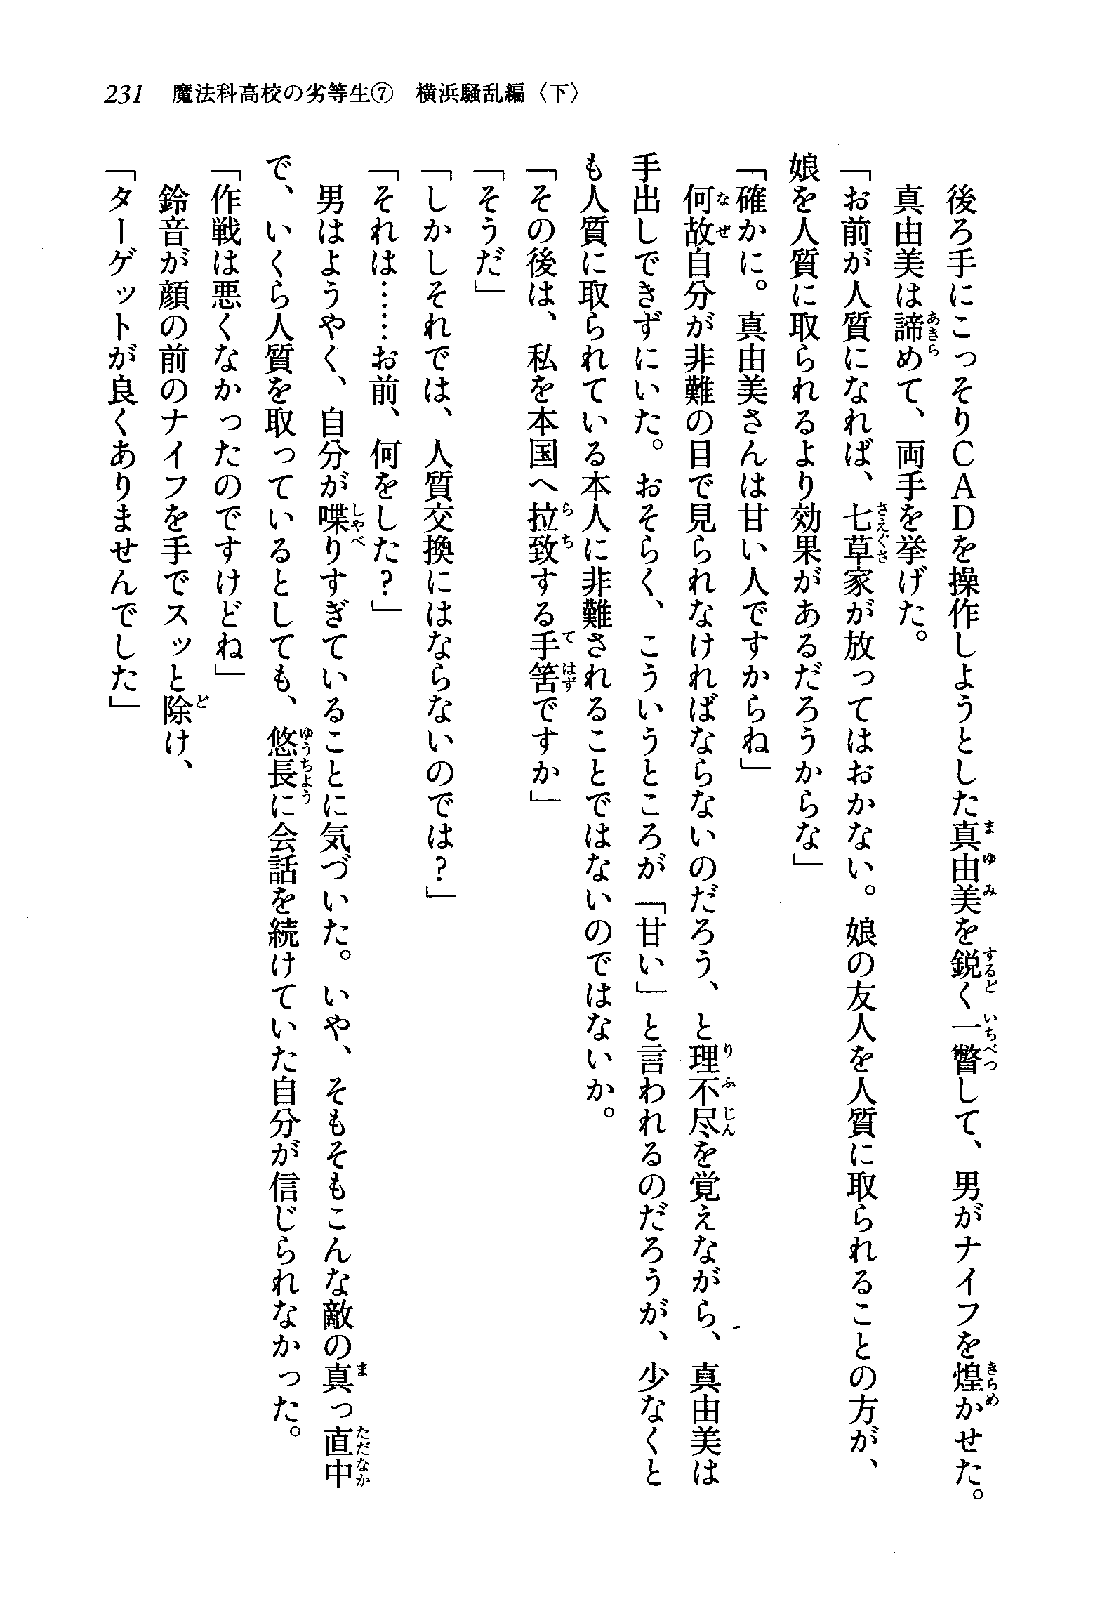 231 魔法科高校の劣等生⑦ 横浜騒乱編〈下〉
後ろ手にこっそりCADを操作しようとした真由美を鋭く一瞥して、男がナイフを煌かせた。
真由美は諦めて、両手を挙げた。
「お前が人質になれば、七草家が放ってはおかない。娘の友人を人質に取られることの方が、
娘を人質に取られるより効果があるだろうからな」
「確かに。真由美さんは甘い人ですからね」
何故自分が非難の目で見られなければならないのだろう、と理不尽を覚えながら、真由美は
手出しできずにいた。おそらく、こういうところが「甘い」と言われるのだろうが、少なくと
も人質に取られている本人に非難されることではないのではないか。
「その後は、私を本国へ拉致する手筈ですか」
「そうだ」
「しかしそれでは、人質交換にはならないのでは？」
「それは……お前、何をした？」
男はようやく、自分が喋りすぎていることに気づいた。いや、そもそもこんな敵の真っ直中
で、いくら人質を取っているとしても、悠長に会話を続けていた自分が信じられなかった。
「作戦は悪くなかったのですけどね」
鈴音が顔の前のナイフを手でスッと除け、
「ターゲットが良くありませんでした」